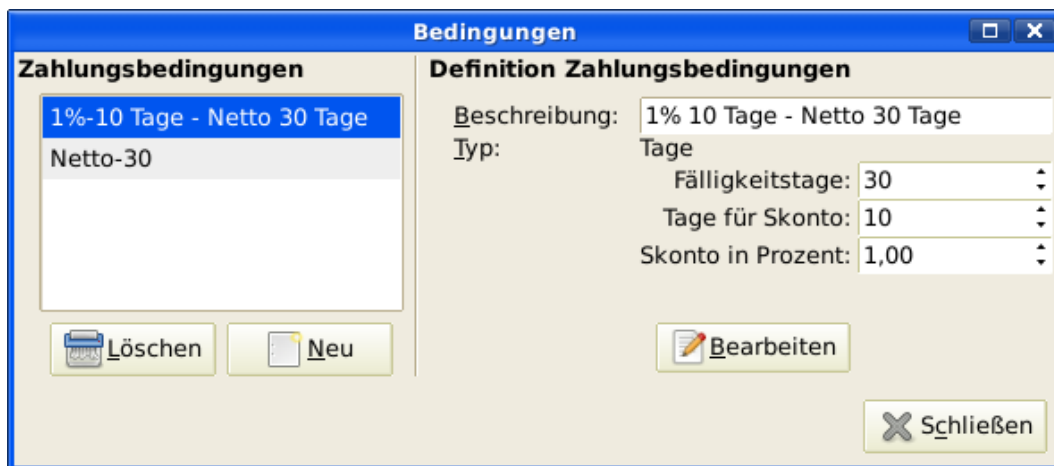 Bedingungen
Zahlungsbedingungen
1%-10 Tage - Netto 30 Tage
Netto-30
Löschen
Neu
Definition Zahlungsbedingungen
Beschreibung: 1% 10 Tage - Netto 30 Tage
Typ: Tage
Fälligkeitstage: 30
Tage für Skonto: 10
Skonto in Prozent: 1,00
Bearbeiten
Schließen